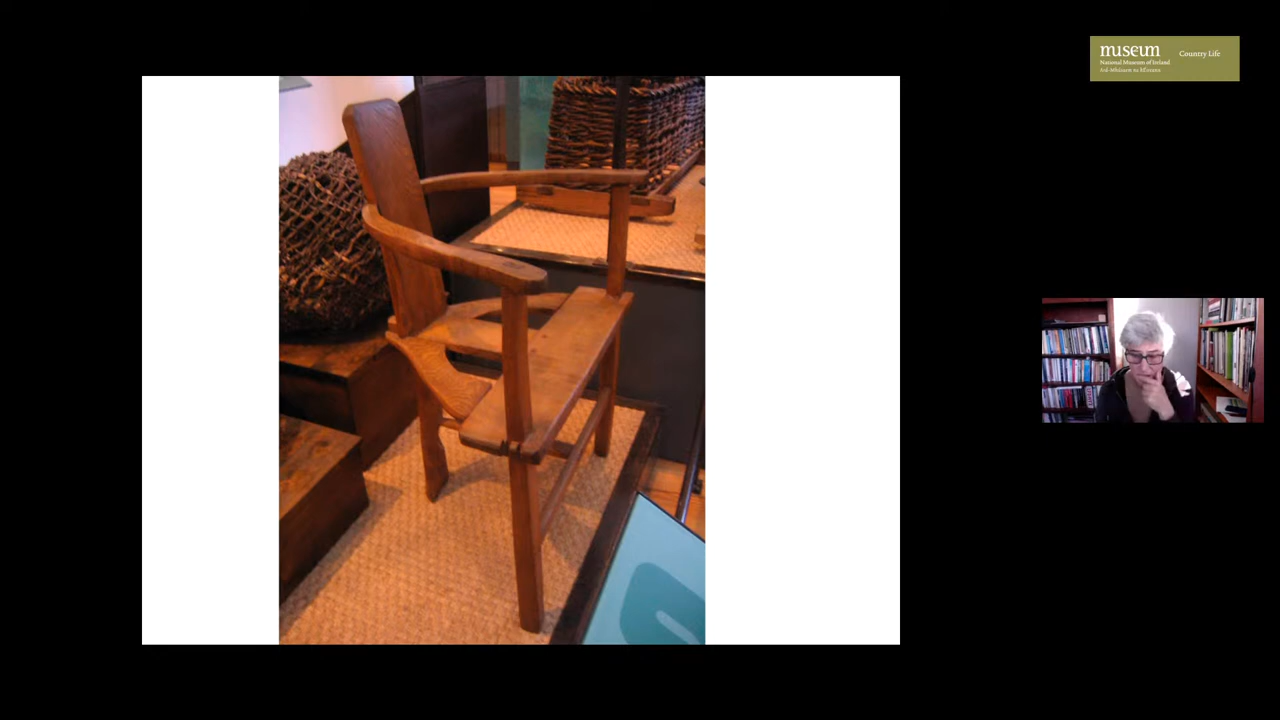 museum
Country Life
National Museum of Ireland
Ard-Mhúsaem na hÉireann